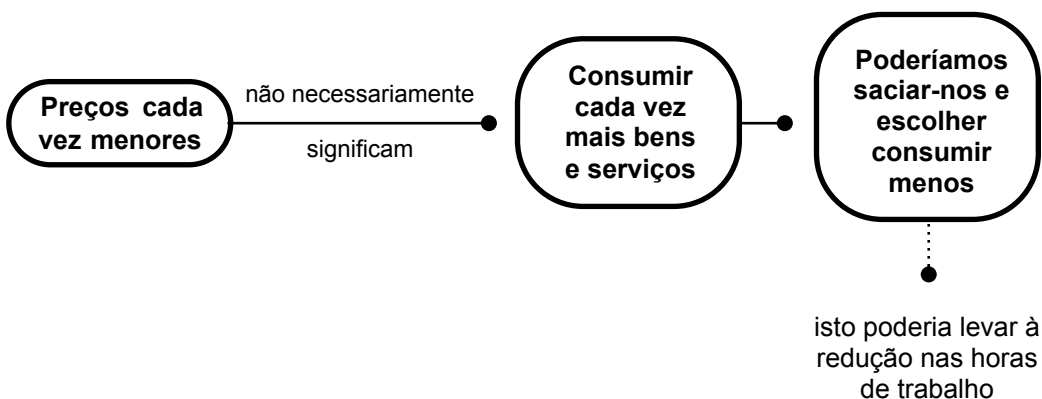 Preços cada
vez menores
não necessariamente
significam
Consumir
cada vez
mais bens
e serviços
Poderíamos
saciar-nos e
escolher
consumir
menos
isto poderia levar à
redução nas horas
de trabalho